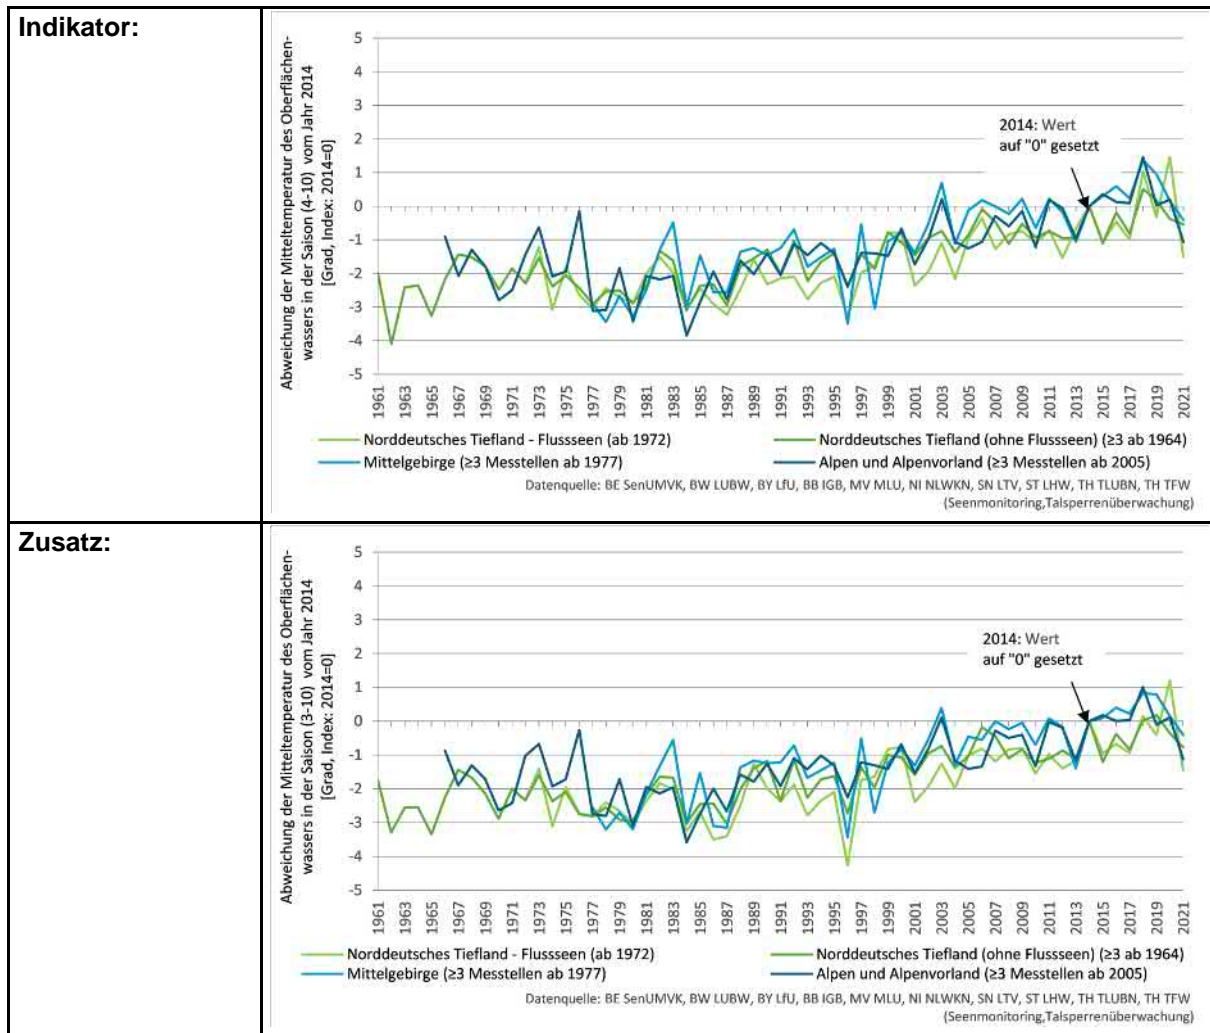 Indikator:
Abweichung der Mitteltemperatur des Oberflächen-
wassers in der Saison (4-10) vom Jahr 2014
[Grad, Index: 2014=0]
5
4
3
2
1
0
-1
-2
-3
-4
-5
2014: Wert
auf "0" gesetzt
1961 1963 1965 1967 1969 1971 1973 1975 1977 1979 1981 1983 1985 1987 1989 1991 1993 1995 1997 1999 2001 2003 2005 2007 2009 2011 2013 2015 2017 2019 2021
Norddeutsches Tiefland - Flussseen (ab 1972) Norddeutsches Tiefland (ohne Flussseen) (≥3 ab 1964)
Mittelgebirge (≥3 Messtellen ab 1977) Alpen und Alpenvorland (≥3 Messtellen ab 2005)
Datenquelle: BE SenUMVK, BW LUBW, BY LfU, BB IGB, MV MLU, NI NLWKN, SN LTV, ST LHW, TH TLUBN, TH TFW
(Seenmonitoring,Talsperrenüberwachung)
Zusatz:
Abweichung der Mitteltemperatur des Oberflächen-
wassers in der Saison (3-10) vom Jahr 2014
[Grad, Index: 2014=0]
5
4
3
2
1
0
-1
-2
-3
-4
-5
2014: Wert
auf "0" gesetzt
1961 1963 1965 1967 1969 1971 1973 1975 1977 1979 1981 1983 1985 1987 1989 1991 1993 1995 1997 1999 2001 2003 2005 2007 2009 2011 2013 2015 2017 2019 2021
Norddeutsches Tiefland - Flussseen (ab 1972) Norddeutsches Tiefland (ohne Flussseen) (≥3 ab 1964)
Mittelgebirge (≥3 Messtellen ab 1977) Alpen und Alpenvorland (≥3 Messtellen ab 2005)
Datenquelle: BE SenUMVK, BW LUBW, BY LfU, BB IGB, MV MLU, NI NLWKN, SN LTV, ST LHW, TH TLUBN, TH TFW
(Seenmonitoring,Talsperrenüberwachung)